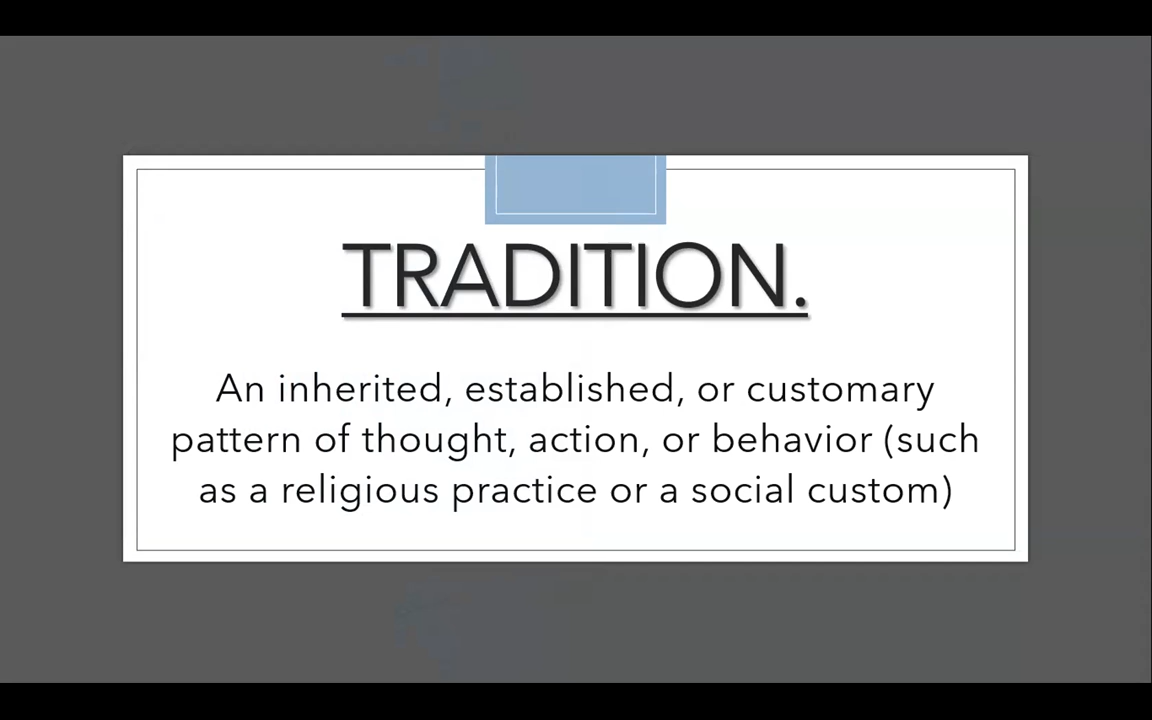 TRADITION.
An inherited, established, or customary
pattern of thought, action, or behavior (such
as a religious practice or a social custom)